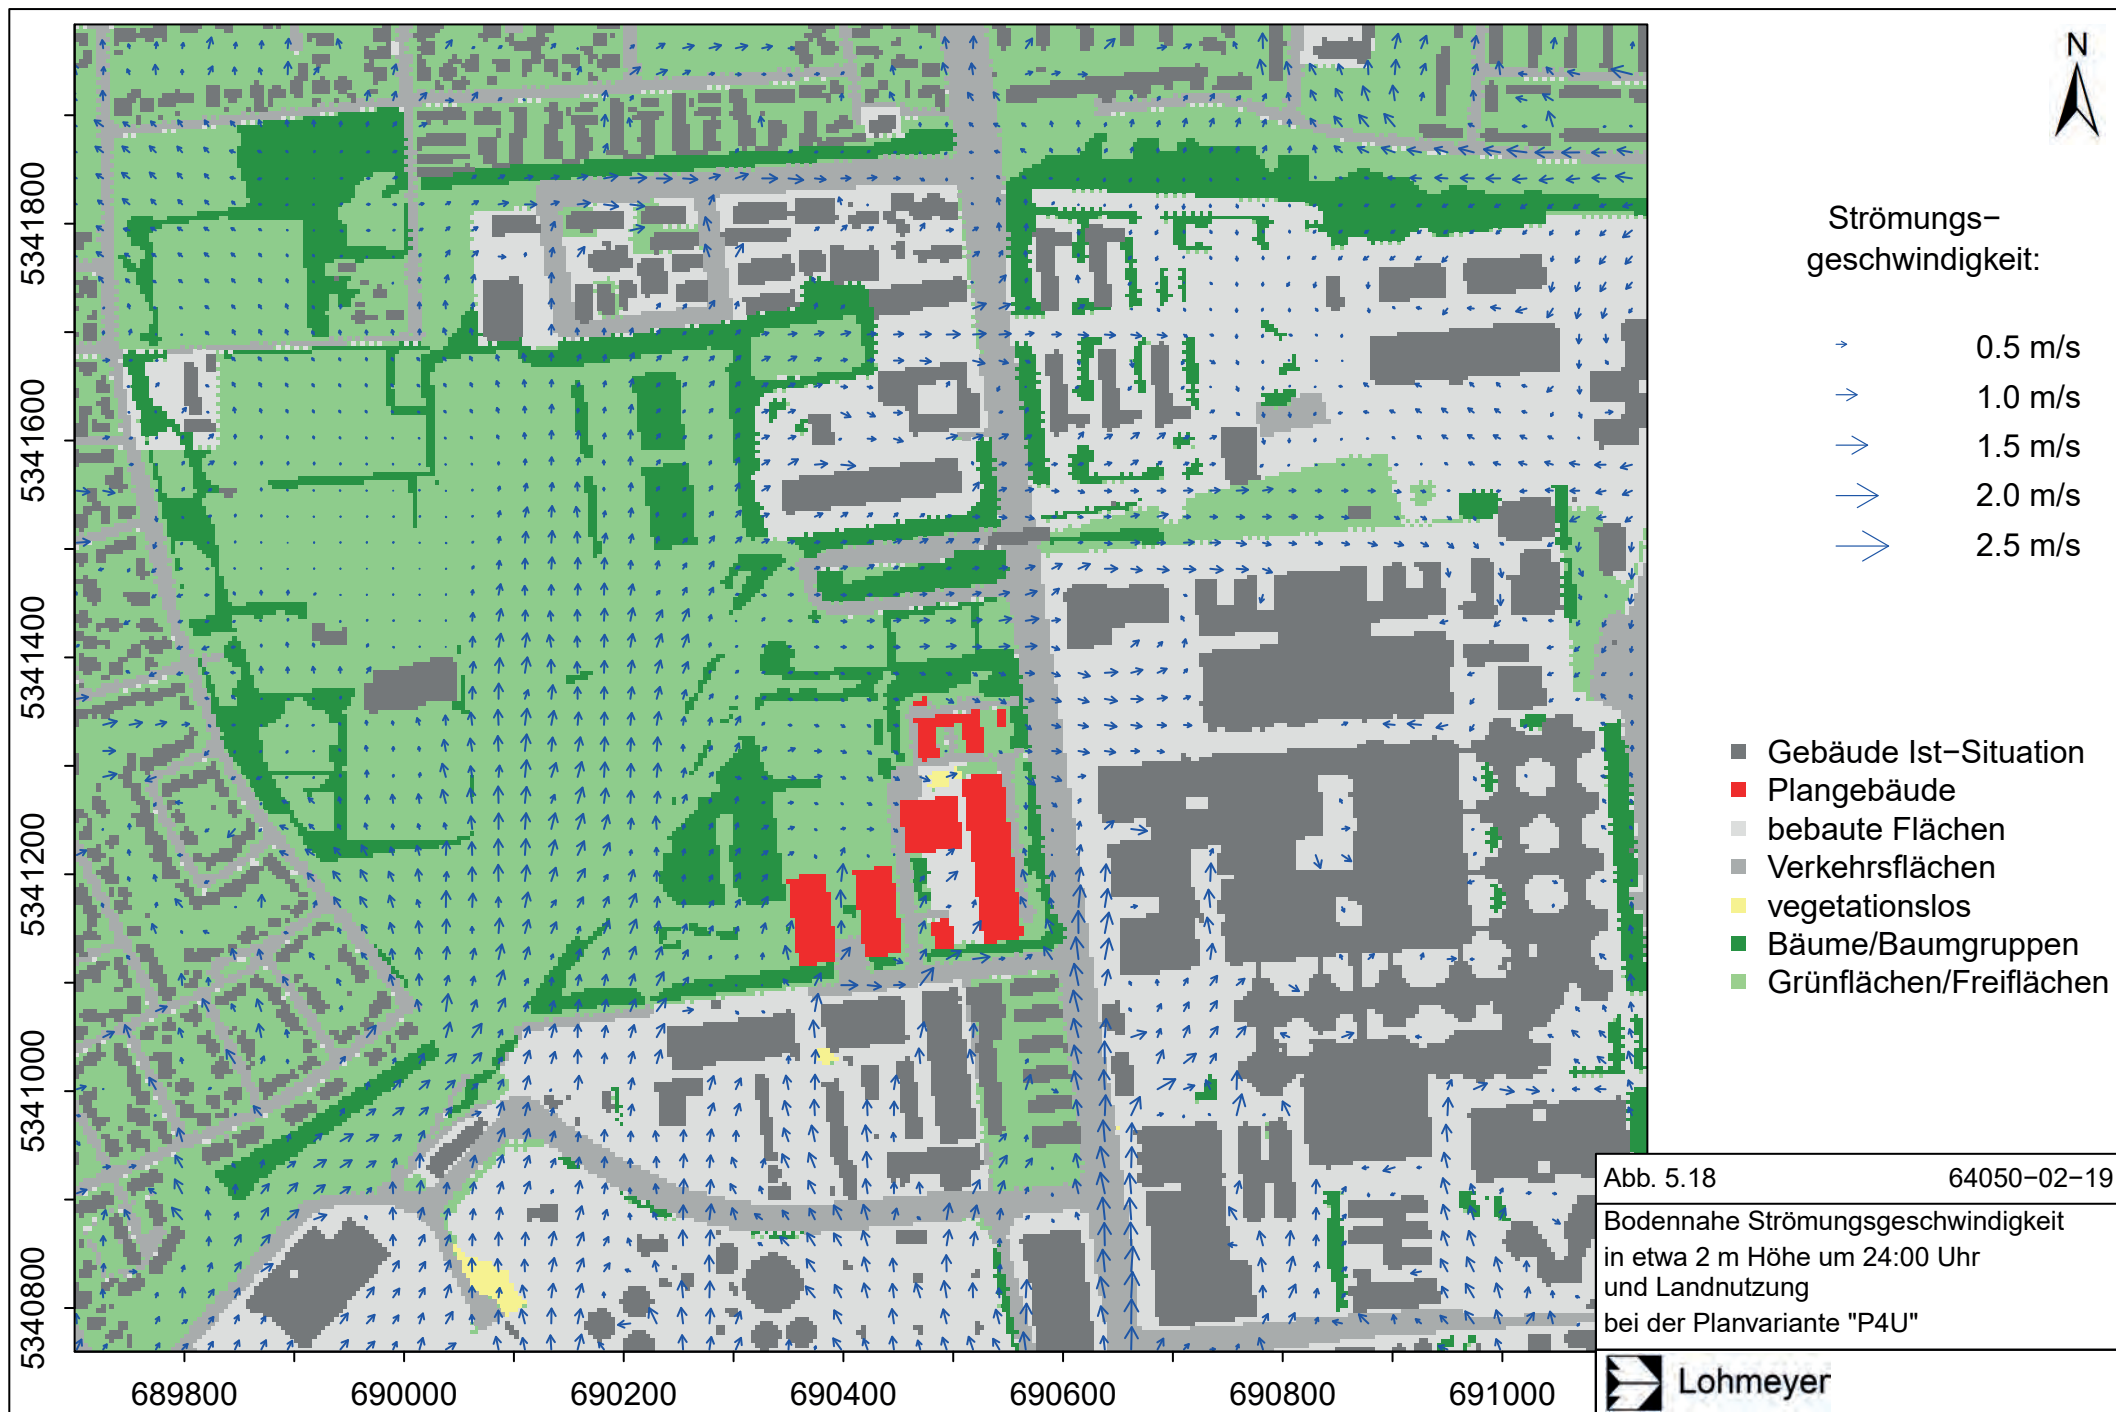 N
Strömungs−
geschwindigkeit:
0.5 m/s
1.0 m/s
1.5 m/s
2.0 m/s
2.5 m/s
Gebäude Ist−Situation
Plangebäude
bebaute Flächen
Verkehrsflächen
vegetationslos
Bäume/Baumgruppen
Grünflächen/Freiflächen
5341800
5341600
5341400
5341200
5341000
5340800
689800 690000 690200 690400 690600 690800 691000
Abb. 5.18 64050−02−19
Bodennahe Strömungsgeschwindigkeit
in etwa 2 m Höhe um 24:00 Uhr
und Landnutzung
bei der Planvariante "P4U"
Lohmeyer